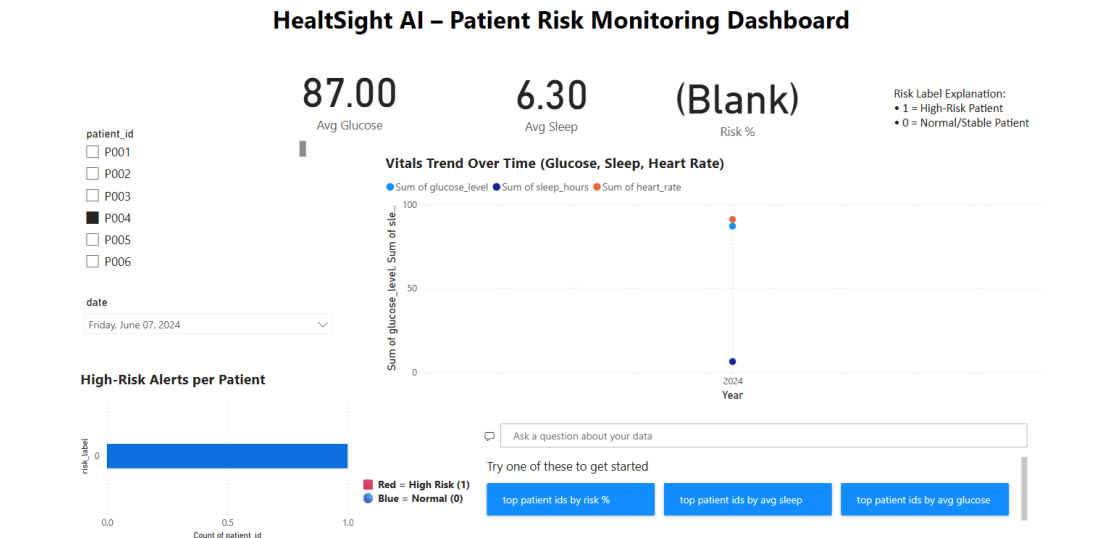 HealtSight AI – Patient Risk Monitoring Dashboard
87.00
Avg Glucose
6.30
Avg Sleep
(Blank)
Risk %
Risk Label Explanation:
• 1 = High-Risk Patient
• 0 = Normal/Stable Patient
patient_id
P001
P002
P003
P004
P005
P006
date
Friday, June 07, 2024
Vitals Trend Over Time (Glucose, Sleep, Heart Rate)
Sum of glucose_level Sum of sleep_hours Sum of heart_rate
Sum of glucose_level, Sum of sle...
100
50
0
2024
Year
High-Risk Alerts per Patient
risk_label
0
0.0 0.5 1.0
Count of patient_id
Red = High Risk (1)
Blue = Normal (0)
Ask a question about your data
Try one of these to get started
top patient ids by risk %
top patient ids by avg sleep
top patient ids by avg glucose